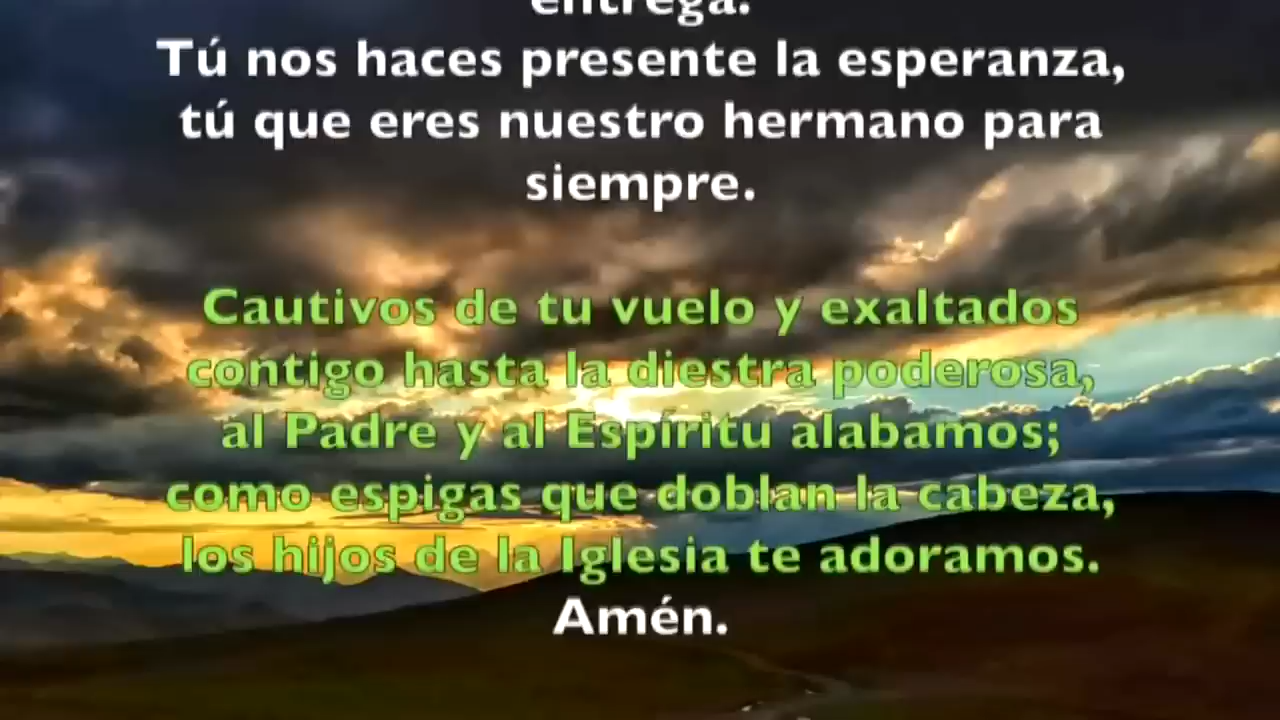 entrega.
Tú nos haces presente la esperanza,
tú que eres nuestro hermano para
siempre.
Cautivos de tu vuelo y exaltados
contigo hasta la diestra poderosa,
al Padre y al Espíritu alabamos;
como espigas que doblan la cabeza,
los hijos de la Iglesia te adoramos.
Amén.